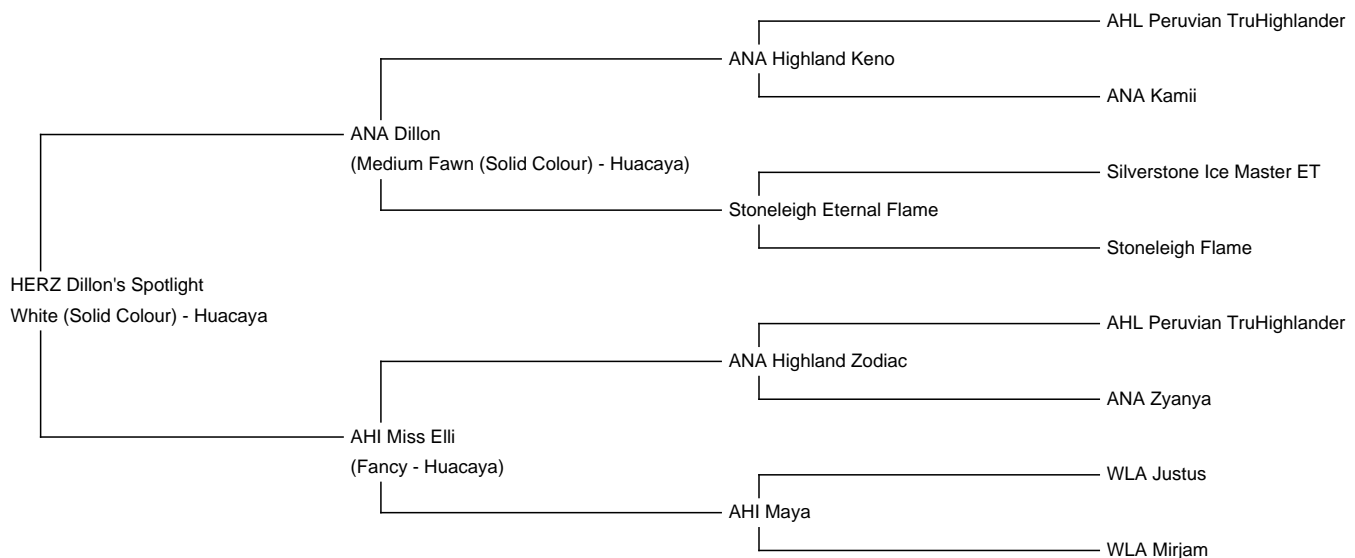 AHL Peruvian TruHighlander
ANA Highland Keno
ANA Kamii
ANA Dillon
(Medium Fawn (Solid Colour) - Huacaya)
Silverstone Ice Master ET
Stoneleigh Eternal Flame
Stoneleigh Flame
HERZ Dillon's Spotlight
White (Solid Colour) - Huacaya
AHL Peruvian TruHighlander
ANA Highland Zodiac
ANA Zyanya
AHI Miss Elli
(Fancy - Huacaya)
WLA Justus
AHI Maya
WLA Mirjam